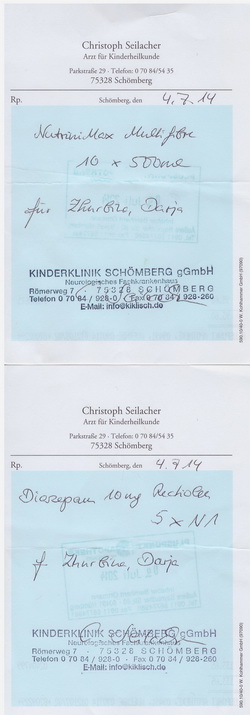 Christoph Seilacher
Arzt für Kinderheilkunde
Parkstraße 29 · Telefon: 0 70 84/54 35
75328 Schömberg
Rp. Schömberg, den 4.7.14
NutriniMax Multifibre
10 x 500ml
für Zhurbina, Darja
KINDERKLINIK SCHÖMBERG gGmbH
Neurologisches Fachkrankenhaus
Römerweg 7 · 75328 SCHÖMBERG
Telefon 0 70 84 / 928-0 · Fax 0 70 84 / 928-260
E-Mail: info@kiklisch.de
Christoph Seilacher
Arzt für Kinderheilkunde
Parkstraße 29 · Telefon: 0 70 84/54 35
75328 Schömberg
Rp. Schömberg, den 4.7.14
Diazepam 10mg Rectiolen
5 x N1
f. Zhurbina, Darja
KINDERKLINIK SCHÖMBERG gGmbH
Neurologisches Fachkrankenhaus
Römerweg 7 · 75328 SCHÖMBERG
Telefon 0 70 84 / 928-0 · Fax 0 70 84 / 928-260
E-Mail: info@kiklisch.de